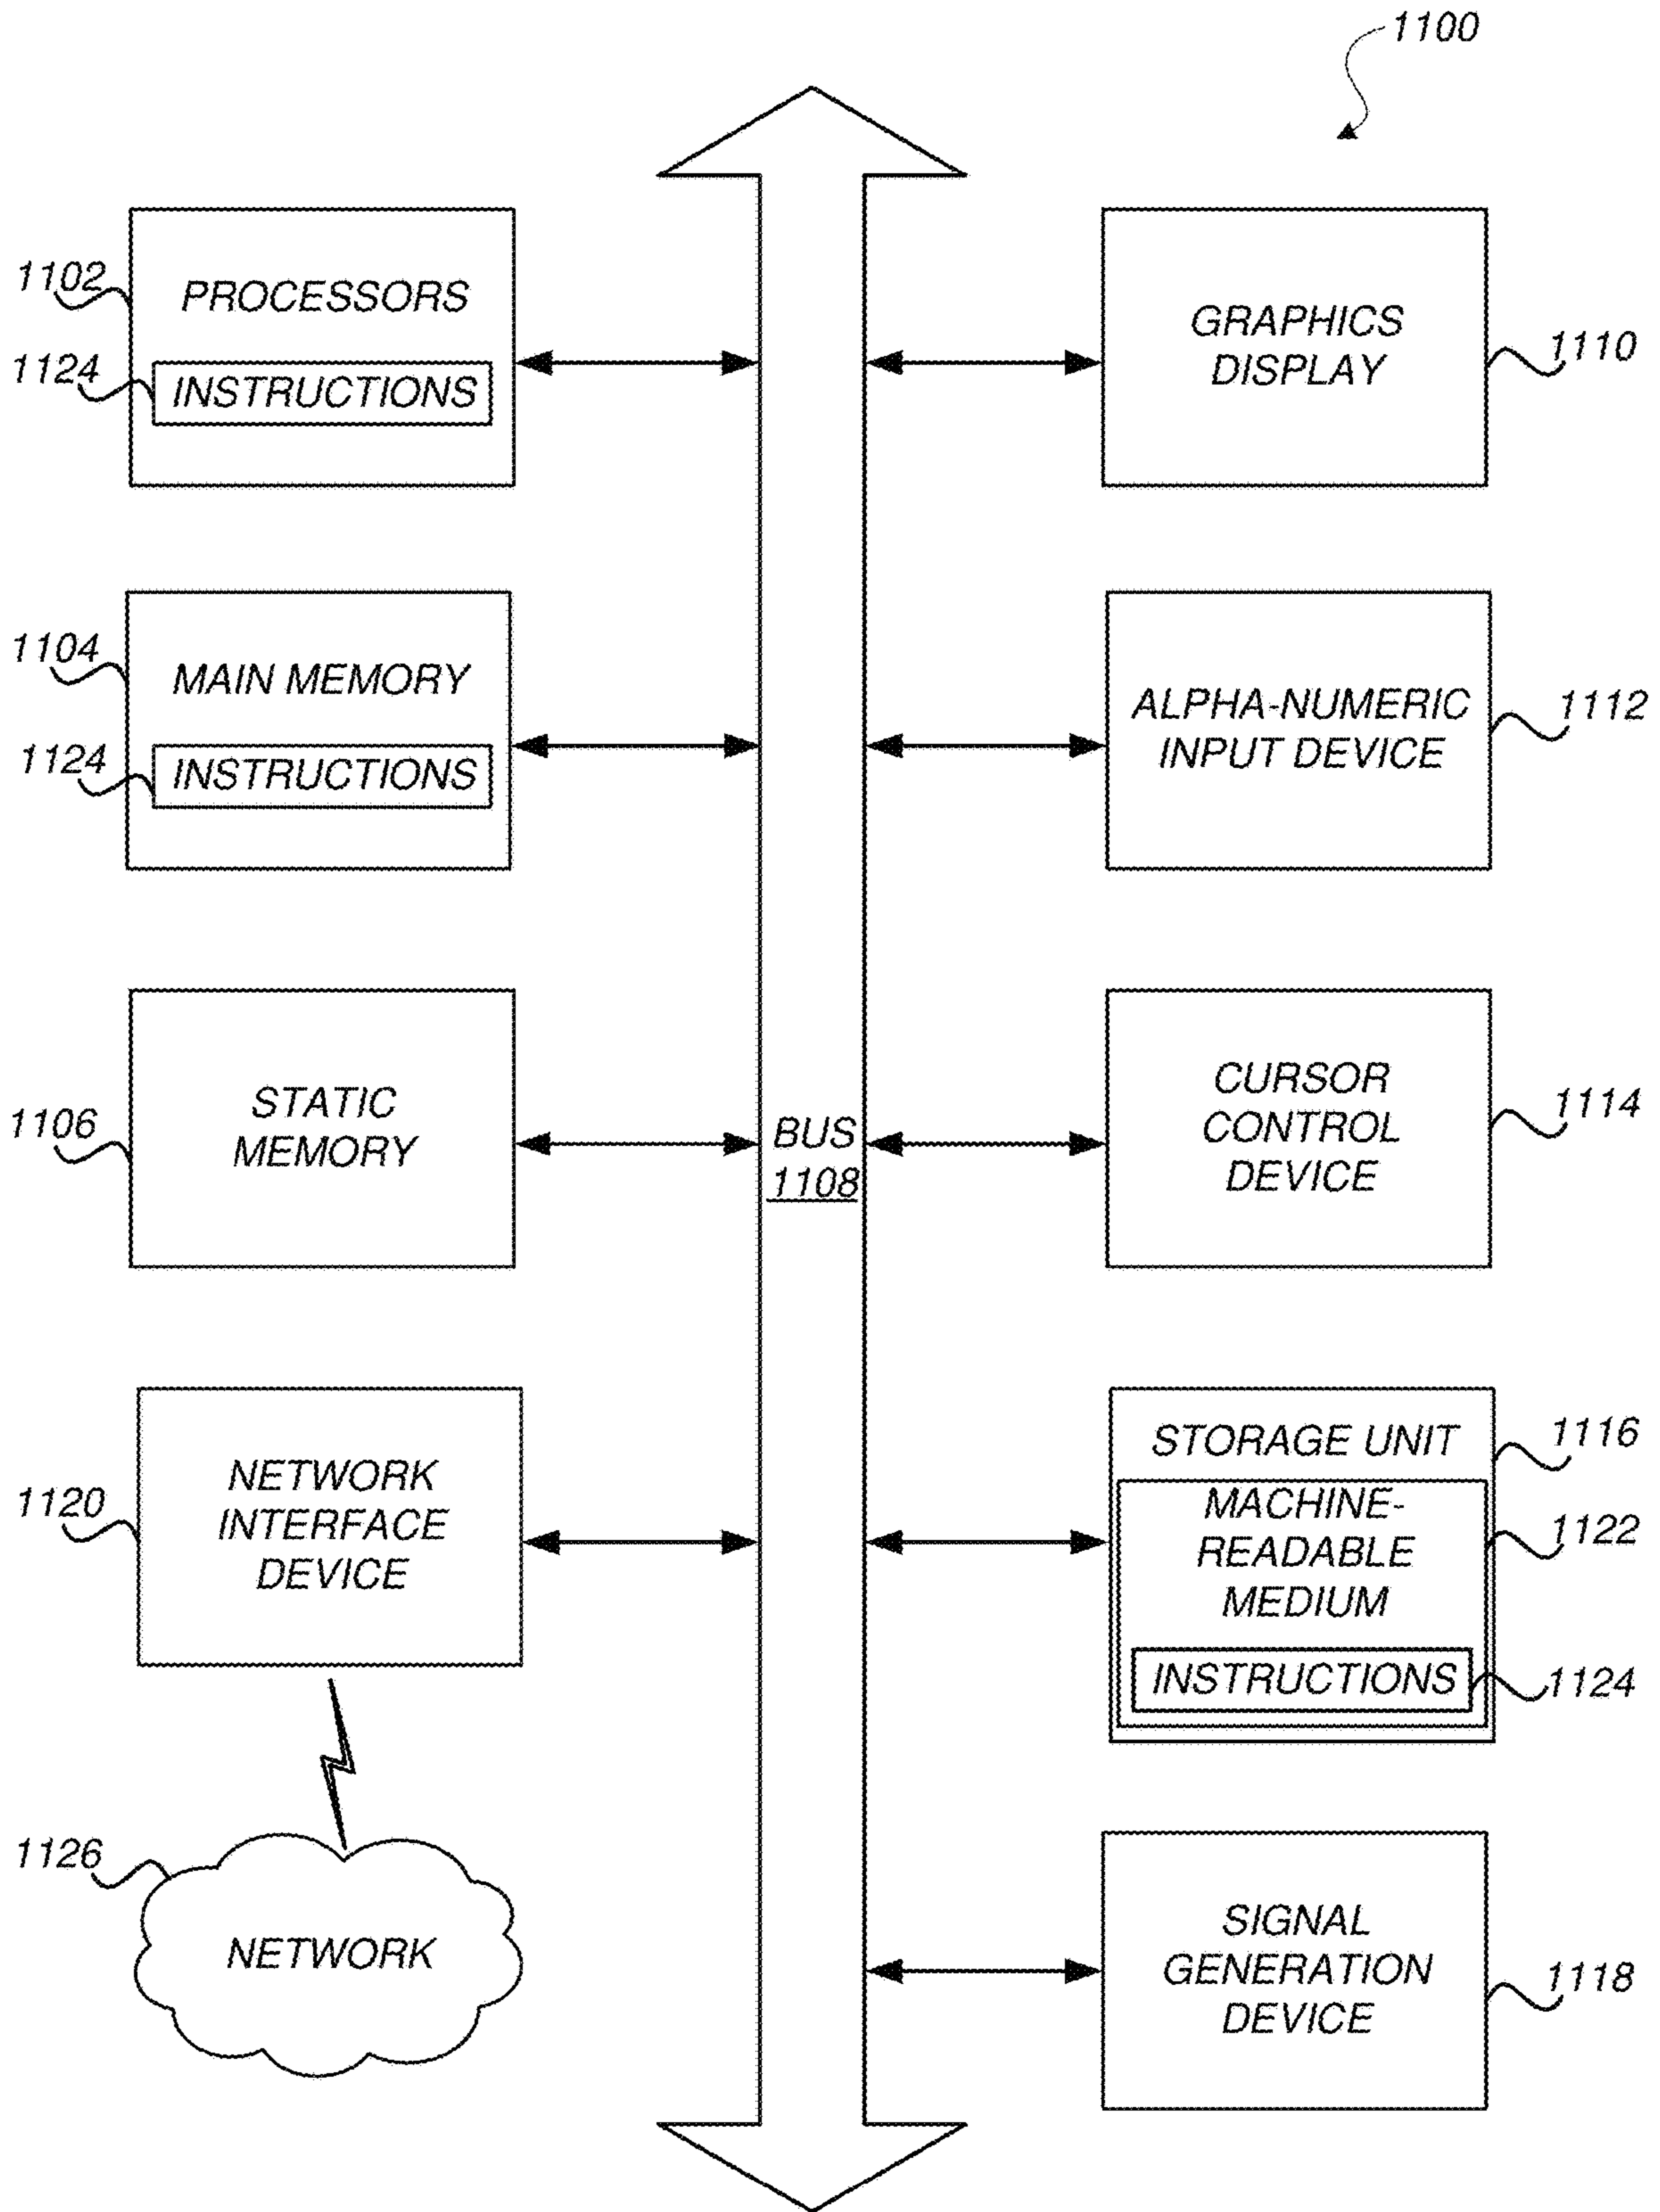 1100
1102
PROCESSORS
1124
INSTRUCTIONS
GRAPHICS
DISPLAY
1110
1104
MAIN MEMORY
1124
INSTRUCTIONS
ALPHA-NUMERIC
INPUT DEVICE
1112
1106
STATIC
MEMORY
BUS
1108
CURSOR
CONTROL
DEVICE
1114
1120
NETWORK
INTERFACE
DEVICE
STORAGE UNIT
1116
MACHINE-
READABLE
MEDIUM
1122
INSTRUCTIONS
1124
1126
NETWORK
SIGNAL
GENERATION
DEVICE
1118